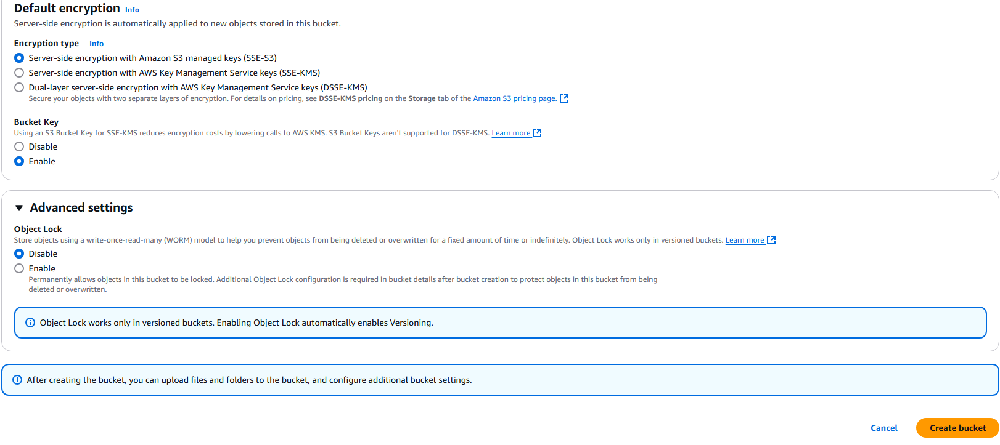 Default encryption Info
Server-side encryption is automatically applied to new objects stored in this bucket.
Encryption type Info
Server-side encryption with Amazon S3 managed keys (SSE-S3)
Server-side encryption with AWS Key Management Service keys (SSE-KMS)
Dual-layer server-side encryption with AWS Key Management Service keys (DSSE-KMS)
Secure your objects with two separate layers of encryption. For details on pricing, see DSSE-KMS pricing on the Storage tab of the Amazon S3 pricing page.
Bucket Key
Using an S3 Bucket Key for SSE-KMS reduces encryption costs by lowering calls to AWS KMS. S3 Bucket Keys aren't supported for DSSE-KMS. Learn more
Disable
Enable
Advanced settings
Object Lock
Store objects using a write-once-read-many (WORM) model to help you prevent objects from being deleted or overwritten for a fixed amount of time or indefinitely. Object Lock works only in versioned buckets. Learn more
Disable
Enable
Permanently allows objects in this bucket to be locked. Additional Object Lock configuration is required in bucket details after bucket creation to protect objects in this bucket from being
deleted or overwritten.
Object Lock works only in versioned buckets. Enabling Object Lock automatically enables Versioning.
After creating the bucket, you can upload files and folders to the bucket, and configure additional bucket settings.
Cancel Create bucket